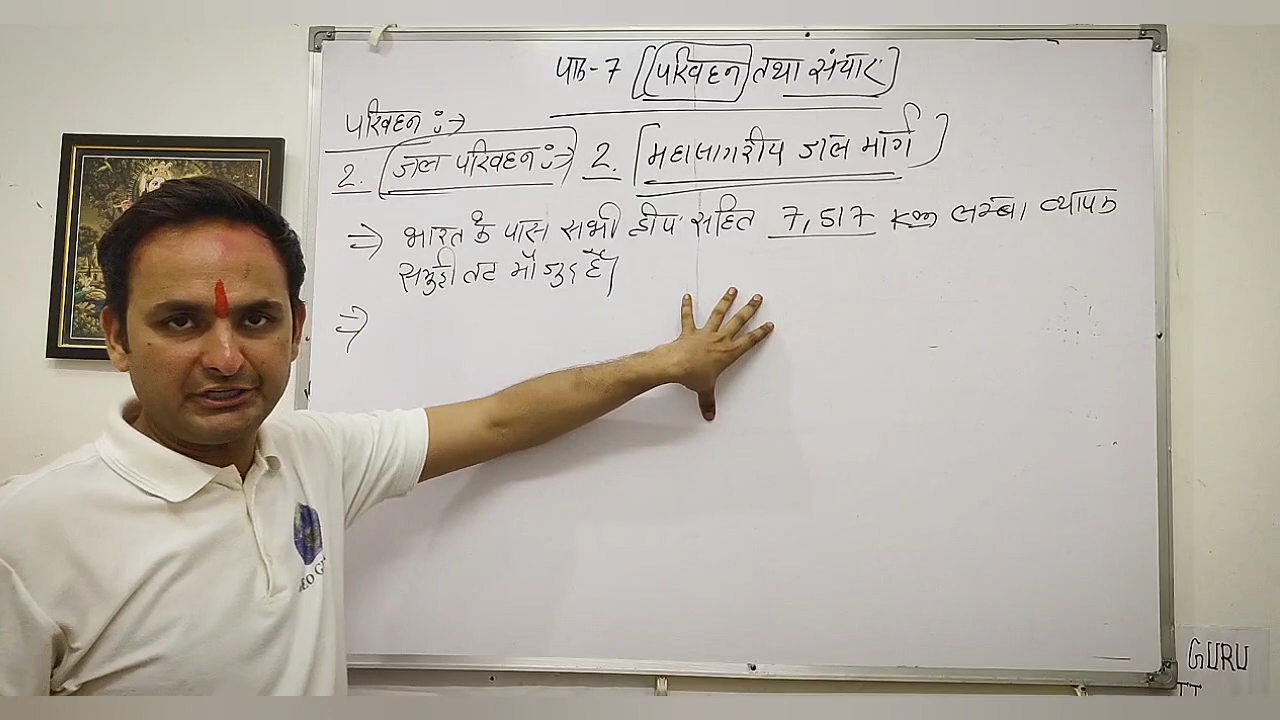 पाठ-7 [(परिवहन) तथा संचार]
परिवहन :→
2. (जल परिवहन :→) 2. [महासागरीय जल मार्ग]
⇒ भारत के पास सभी द्वीप सहित 7,517 km लम्बा व्यापक
समुद्री तट मौजुद हैं।
⇒
GURU